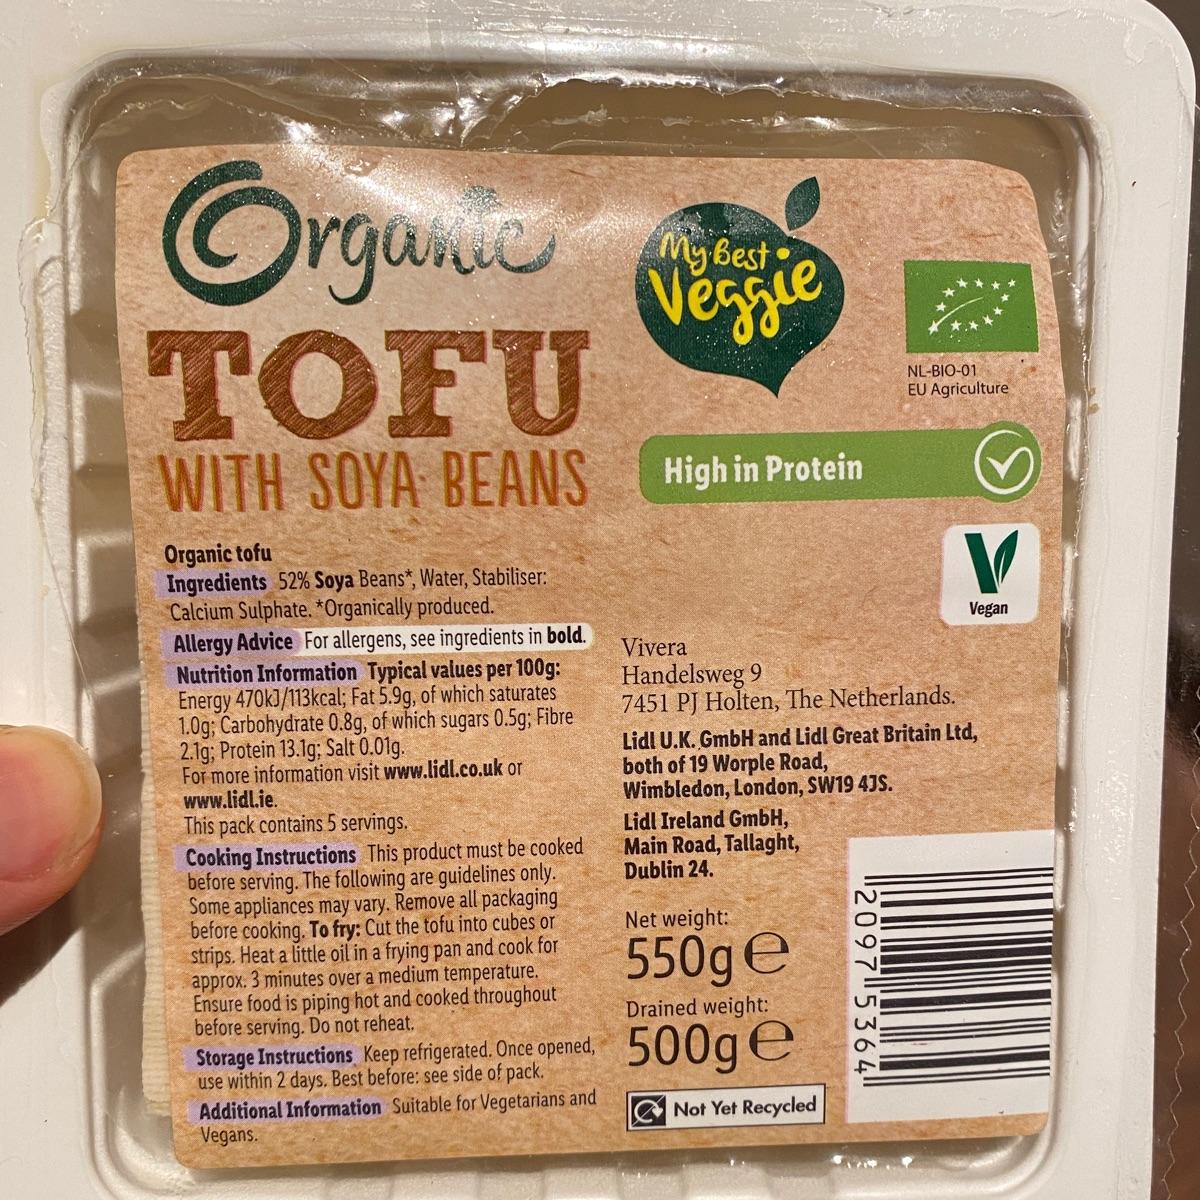 Organic
TOFU
WITH SOYA BEANS
My Best
Veggie
NL-BIO-01
EU Agriculture
High in Protein
Vegan
Organic tofu
Ingredients 52% Soya Beans*, Water, Stabiliser:
Calcium Sulphate. *Organically produced.
Allergy Advice For allergens, see ingredients in bold.
Nutrition Information Typical values per 100g:
Energy 470kJ/113kcal; Fat 5.9g, of which saturates
1.0g; Carbohydrate 0.8g, of which sugars 0.5g; Fibre
2.1g; Protein 13.1g; Salt 0.01g.
For more information visit www.lidl.co.uk or
www.lidl.ie.
This pack contains 5 servings.
Cooking Instructions This product must be cooked
before serving. The following are guidelines only.
Some appliances may vary. Remove all packaging
before cooking. To fry: Cut the tofu into cubes or
strips. Heat a little oil in a frying pan and cook for
approx. 3 minutes over a medium temperature.
Ensure food is piping hot and cooked throughout
before serving. Do not reheat.
Storage Instructions Keep refrigerated. Once opened,
use within 2 days. Best before: see side of pack.
Additional Information Suitable for Vegetarians and
Vegans.
Vivera
Handelsweg 9
7451 PJ Holten, The Netherlands.
Lidl U.K. GmbH and Lidl Great Britain Ltd,
both of 19 Worple Road,
Wimbledon, London, SW19 4JS.
Lidl Ireland GmbH,
Main Road, Tallaght,
Dublin 24.
Net weight:
550g e
Drained weight:
500g e
Not Yet Recycled
20975364